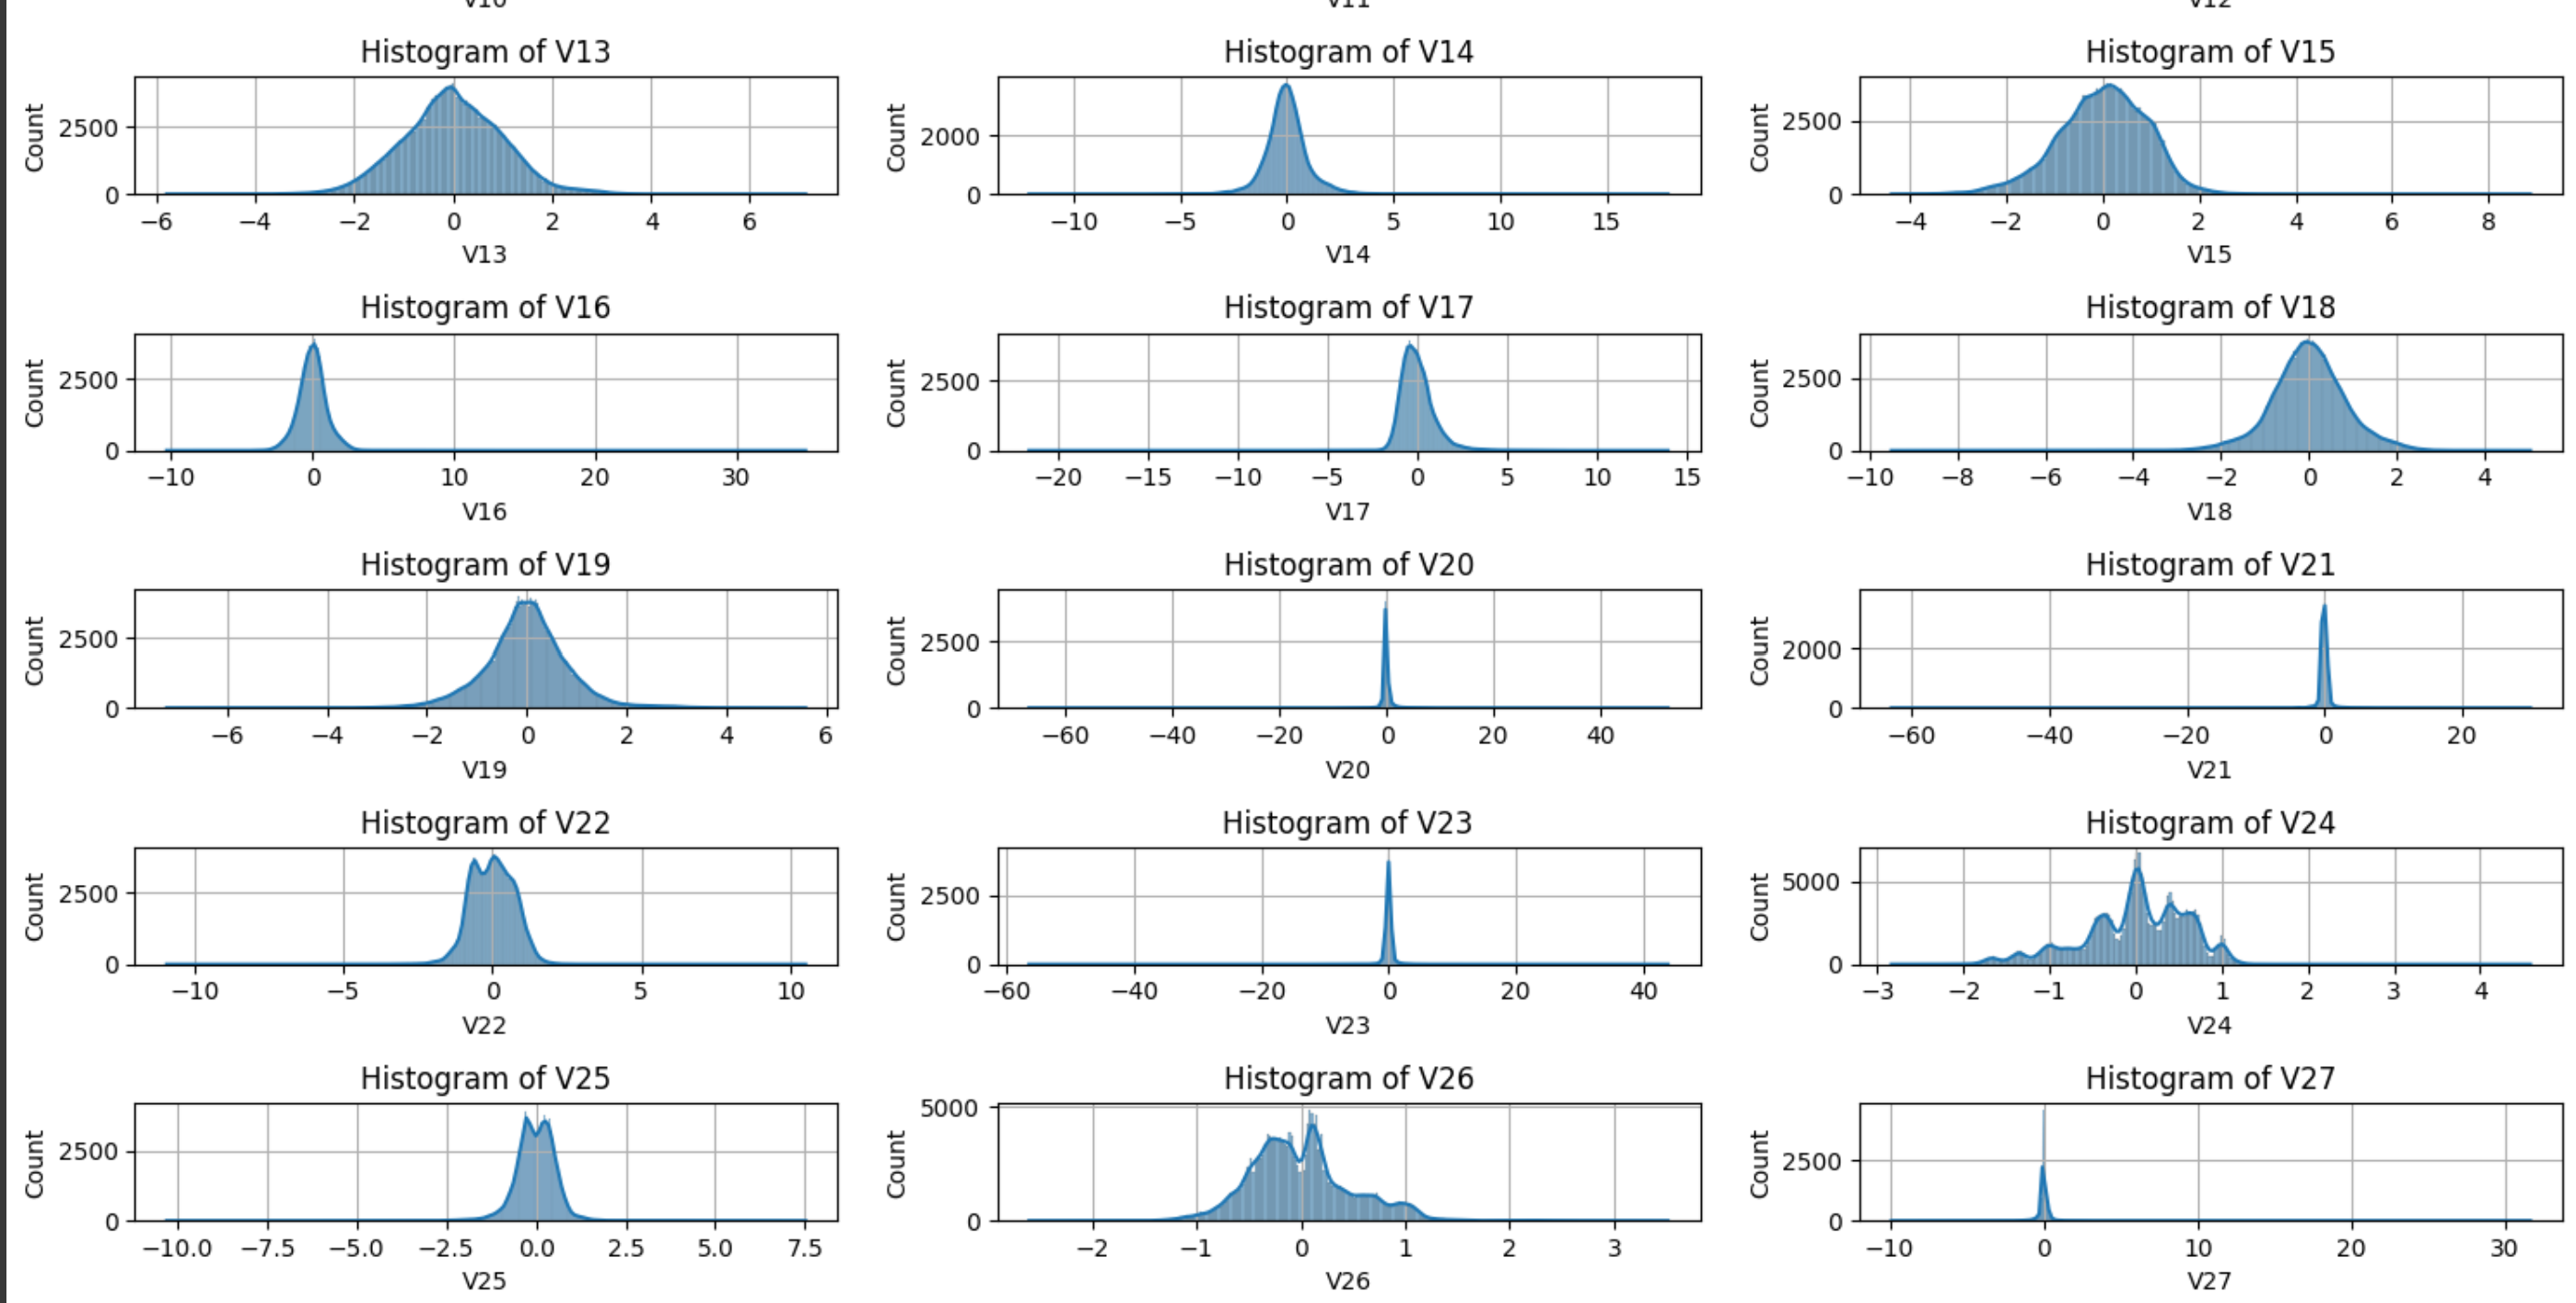 V10 V11 V12
Histogram of V13 Histogram of V14 Histogram of V15
Count 2500 0 Count 2000 0 Count 2500 0
−6 −4 −2 0 2 4 6 −10 −5 0 5 10 15 −4 −2 0 2 4 6 8
V13 V14 V15
Histogram of V16 Histogram of V17 Histogram of V18
Count 2500 0 Count 2500 0 Count 2500 0
−10 0 10 20 30 −20 −15 −10 −5 0 5 10 15 −10 −8 −6 −4 −2 0 2 4
V16 V17 V18
Histogram of V19 Histogram of V20 Histogram of V21
Count 2500 0 Count 2500 0 Count 2000 0
−6 −4 −2 0 2 4 6 −60 −40 −20 0 20 40 −60 −40 −20 0 20
V19 V20 V21
Histogram of V22 Histogram of V23 Histogram of V24
Count 2500 0 Count 2500 0 Count 5000 0
−10 −5 0 5 10 −60 −40 −20 0 20 40 −3 −2 −1 0 1 2 3 4
V22 V23 V24
Histogram of V25 Histogram of V26 Histogram of V27
Count 2500 0 Count 5000 0 Count 2500 0
−10.0 −7.5 −5.0 −2.5 0.0 2.5 5.0 7.5 −2 −1 0 1 2 3 −10 0 10 20 30
V25 V26 V27